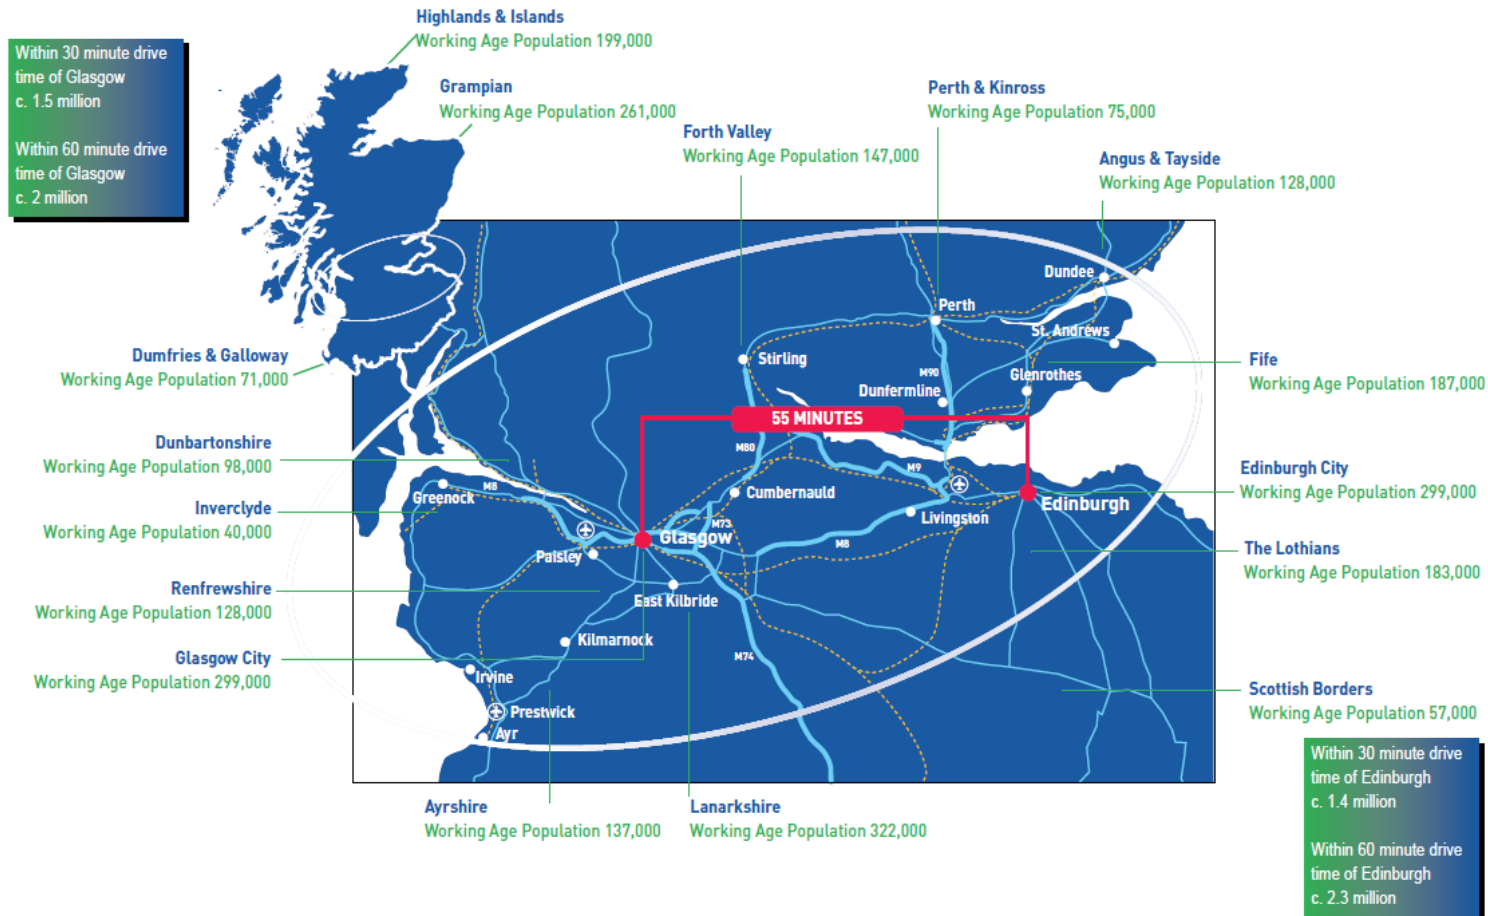 Highlands & Islands
Working Age Population 199,000
Within 30 minute drive
time of Glasgow
c. 1.5 million
Within 60 minute drive
time of Glasgow
c. 2 million
Grampian
Working Age Population 261,000
Forth Valley
Working Age Population 147,000
Perth & Kinross
Working Age Population 75,000
Angus & Tayside
Working Age Population 128,000
Dundee
Perth
St. Andrews
Stirling
M90
Glenrothes
Dunfermline
55 MINUTES
M80
M9
Greenock
M8
Cumbernauld
Edinburgh
Livingston
M73
Glasgow
M8
Paisley
East Kilbride
Kilmarnock
M74
Irvine
Prestwick
Ayr
Dumfries & Galloway
Working Age Population 71,000
Dunbartonshire
Working Age Population 98,000
Inverclyde
Working Age Population 40,000
Renfrewshire
Working Age Population 128,000
Glasgow City
Working Age Population 299,000
Fife
Working Age Population 187,000
Edinburgh City
Working Age Population 299,000
The Lothians
Working Age Population 183,000
Scottish Borders
Working Age Population 57,000
Ayrshire
Working Age Population 137,000
Lanarkshire
Working Age Population 322,000
Within 30 minute drive
time of Edinburgh
c. 1.4 million
Within 60 minute drive
time of Edinburgh
c. 2.3 million